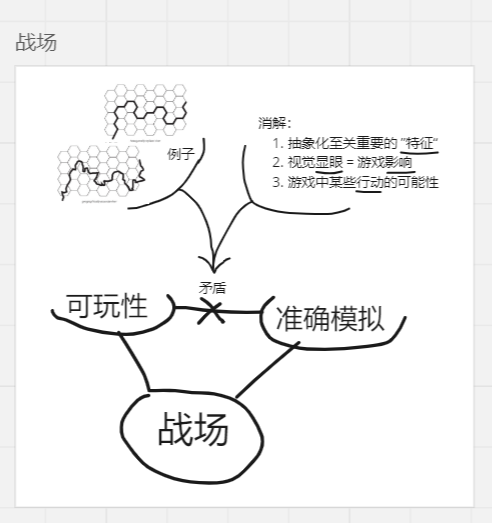 战场
例子
消解：
1. 抽象化至关重要的 "特征"
2. 视觉显眼 = 游戏影响
3. 游戏中某些行动的可能性
矛盾
可玩性
准确模拟
战场